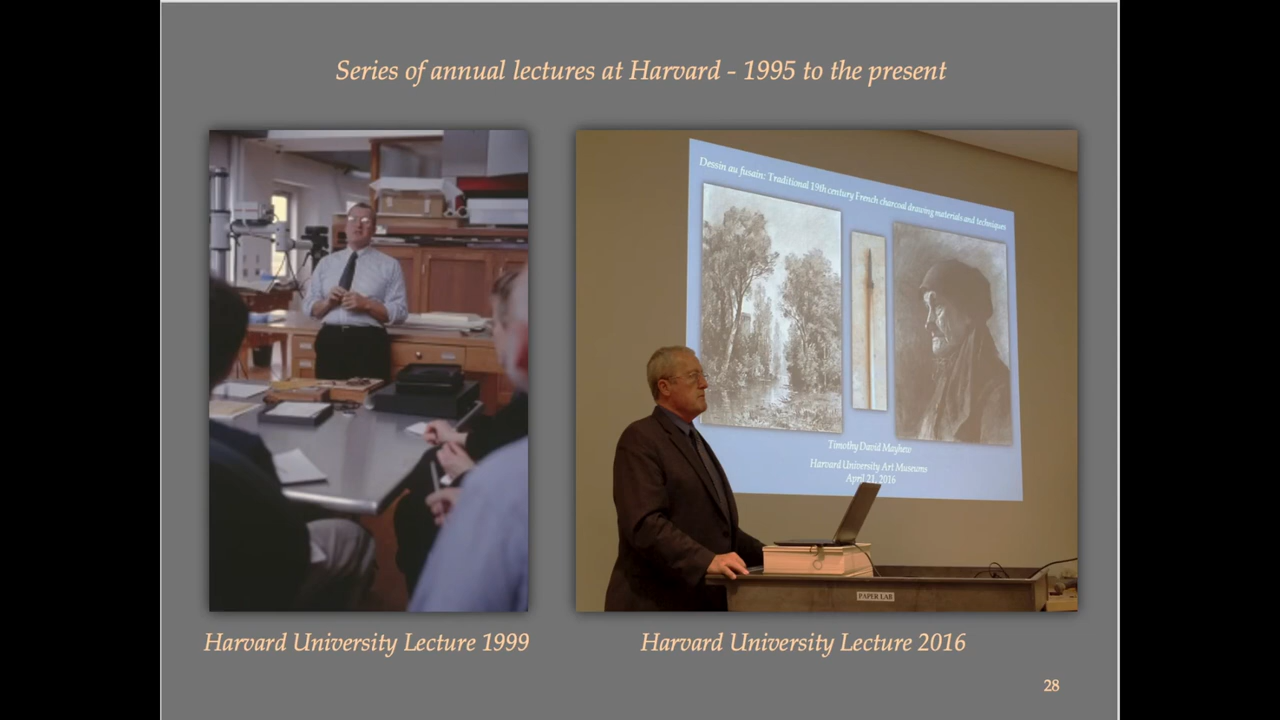 Series of annual lectures at Harvard - 1995 to the present
Dessin au fusain: Traditional 19th century French charcoal drawing materials and techniques
Timothy David Mayhew
Harvard University Art Museums
April 21, 2016
PAPER LAB
Harvard University Lecture 1999
Harvard University Lecture 2016
28